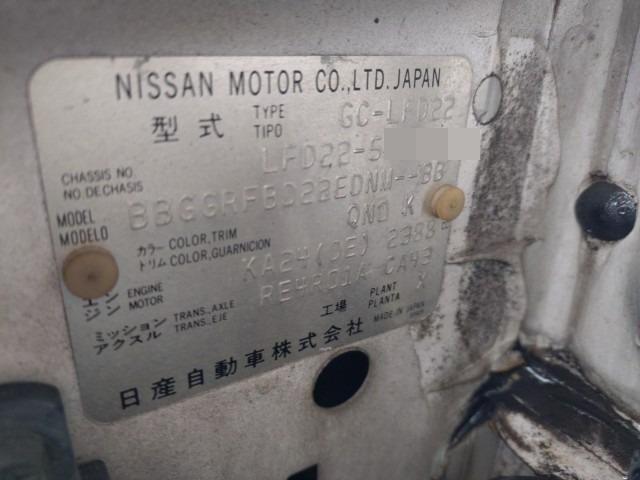 NISSAN MOTOR CO.,LTD. JAPAN
型式 TYPE TIPO GC-LFD22
CHASSIS NO. NO.DE.CHASIS LFD22-5
MODEL MODELO BBGGRFBD22EDNM--BB
カラー COLOR,TRIM QN0 K
トリム COLOR,GUARNICION
エンジン ENGINE MOTOR KA24(DE) 2388
ミッション TRANS.,AXLE RE4R01A CA43
アクスル TRANS.,EJE
工場 PLANT PLANTA X
日産自動車株式会社 MADE IN JAPAN